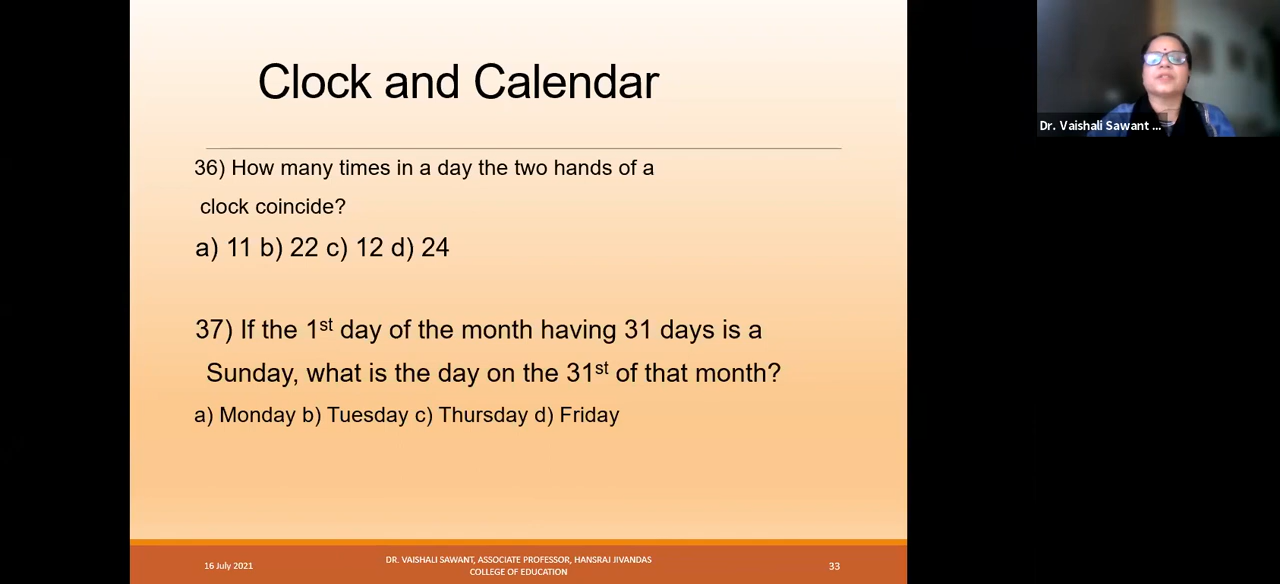 Clock and Calendar
36) How many times in a day the two hands of a
clock coincide?
a) 11 b) 22 c) 12 d) 24
37) If the 1st day of the month having 31 days is a
Sunday, what is the day on the 31st of that month?
a) Monday b) Tuesday c) Thursday d) Friday
16 July 2021
DR. VAISHALI SAWANT, ASSOCIATE PROFESSOR, HANSRAJ JIVANDAS
COLLEGE OF EDUCATION
33
Dr. Vaishali Sawant ...